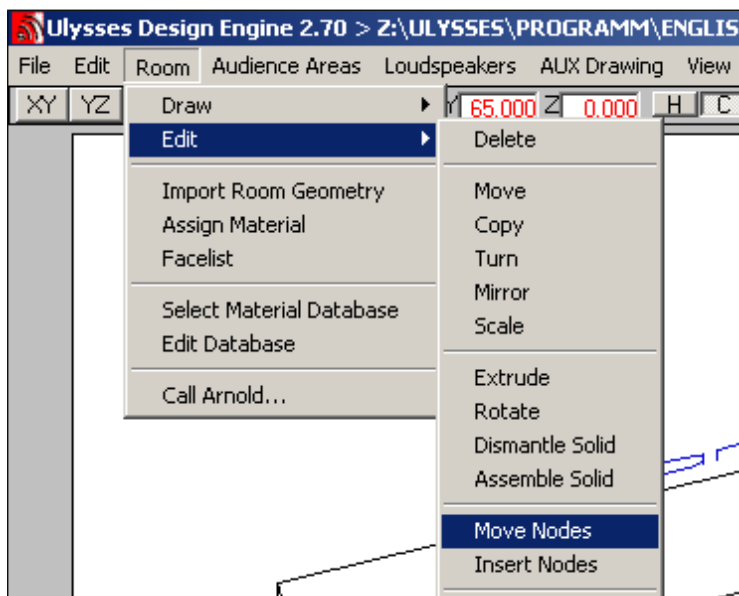 Ulysses Design Engine 2.70 > Z:\ULYSSES\PROGRAMM\ENGLIS
File Edit Room Audience Areas Loudspeakers AUX Drawing View
XY YZ Y 65.000 Z 0.000 H C
Draw
Edit
Import Room Geometry
Assign Material
Facelist
Select Material Database
Edit Database
Call Arnold...
Delete
Move
Copy
Turn
Mirror
Scale
Extrude
Rotate
Dismantle Solid
Assemble Solid
Move Nodes
Insert Nodes